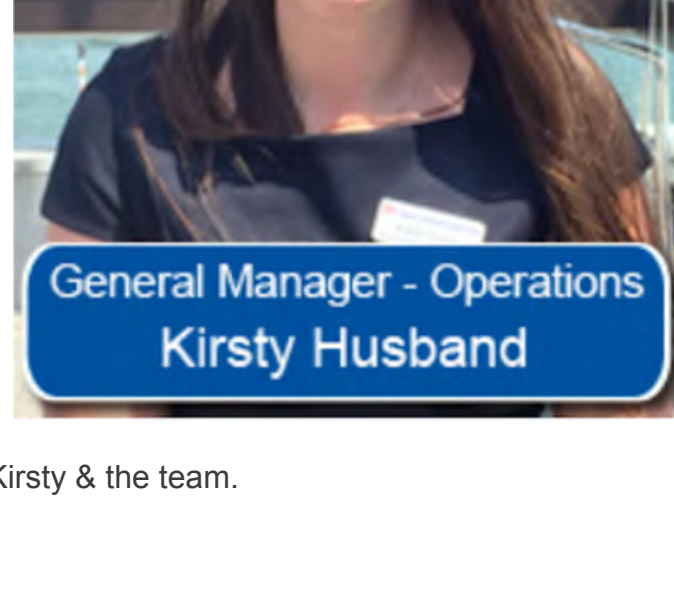 General Manager - Operations
Kirsty Husband
Kirsty & the team.